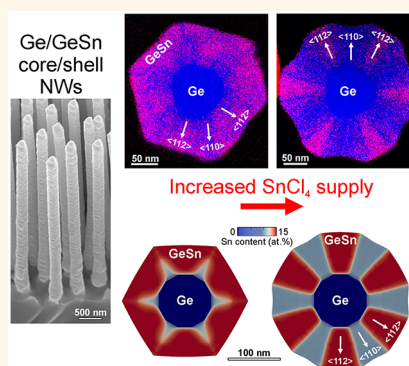 Ge/GeSn
core/shell
NWs
500 nm
GeSn
Ge
<112>
<110>
<112>
50 nm
<112>
<110>
<112>
Ge
50 nm
Increased SnCl₄ supply
0 15
Sn content (at.%)
GeSn
Ge
100 nm
GeSn
Ge
<112>
<110>
<112>